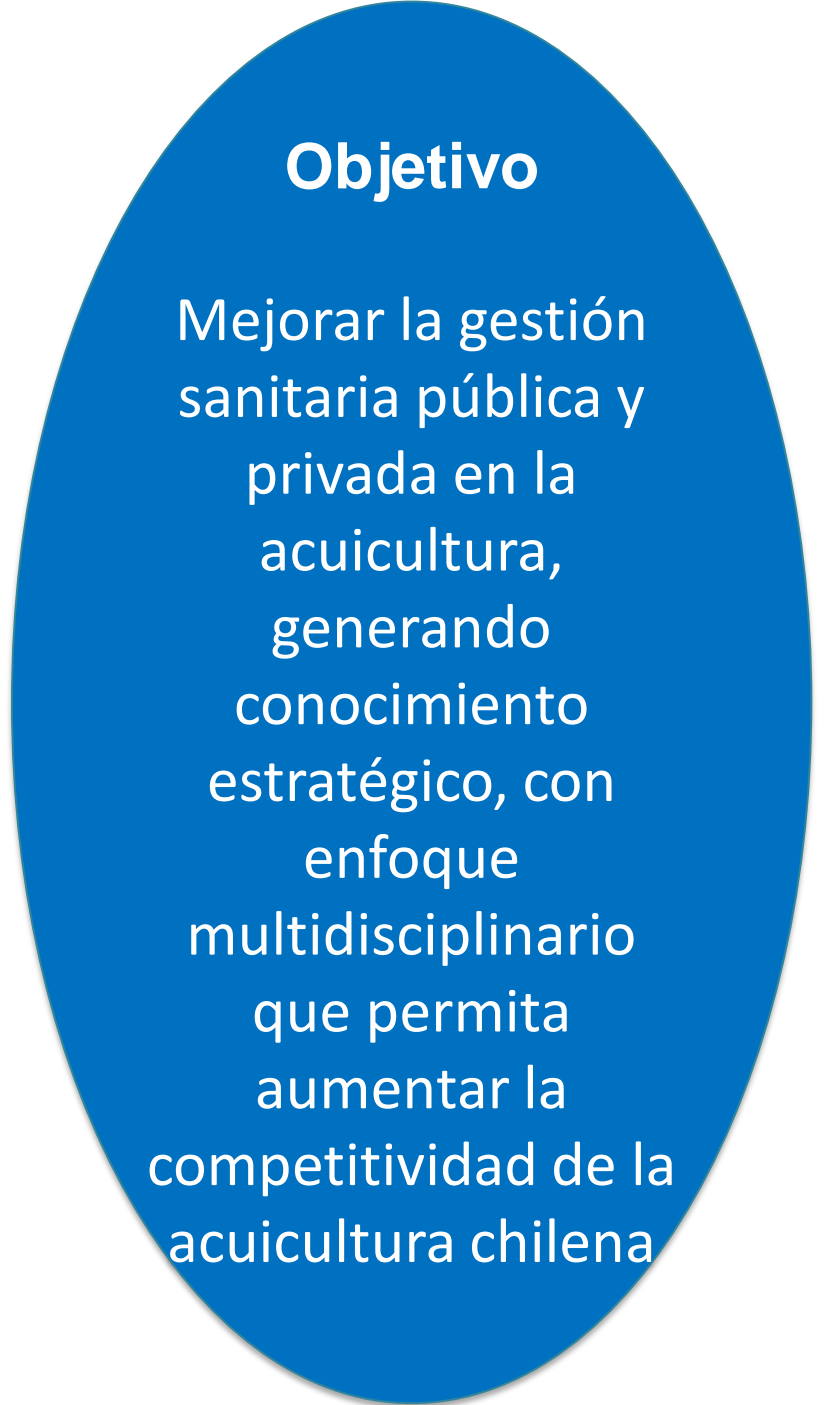 Objetivo
Mejorar la gestión
sanitaria pública y
privada en la
acuicultura,
generando
conocimiento
estratégico, con
enfoque
multidisciplinario
que permita
aumentar la
competitividad de la
acuicultura chilena